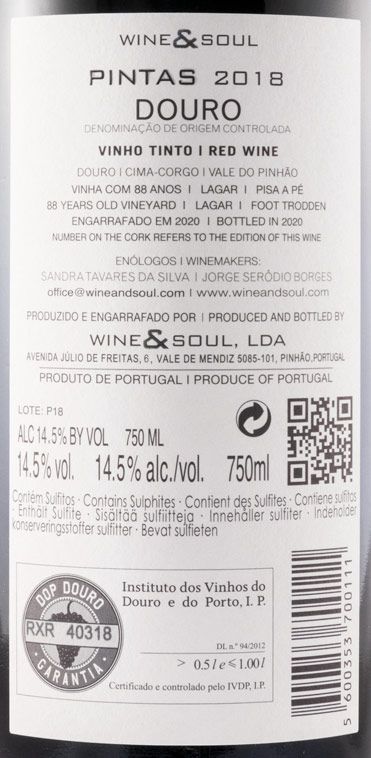 WINE&SOUL
PINTAS 2018
DOURO
DENOMINAÇÃO DE ORIGEM CONTROLADA
VINHO TINTO | RED WINE
DOURO | CIMA-CORGO | VALE DO PINHÃO
VINHA COM 88 ANOS | LAGAR | PISA A PÉ
88 YEARS OLD VINEYARD | LAGAR | FOOT TRODDEN
ENGARRAFADO EM 2020 | BOTTLED IN 2020
NUMBER ON THE CORK REFERS TO THE EDITION OF THIS WINE
ENÓLOGOS | WINEMAKERS:
SANDRA TAVARES DA SILVA | JORGE SERÔDIO BORGES
office@wineandsoul.com | www.wineandsoul.com
PRODUZIDO E ENGARRAFADO POR | PRODUCED AND BOTTLED BY
WINE&SOUL, LDA
AVENIDA JÚLIO DE FREITAS, 6, VALE DE MENDIZ 5085-101, PINHÃO, PORTUGAL
PRODUTO DE PORTUGAL | PRODUCE OF PORTUGAL
LOTE: P18
ALC 14.5% BY VOL 750 ML
14.5% vol. 14.5% alc./vol. 750ml
Contém Sulfitos · Contains Sulphites · Contient des Sulfites · Contiene sulfitos
· Enthält Sulfite · Sisältää sulfiitteja · Innehåller sulfiter · Indeholder
konserveringsstoffer sulfitter · Bevat sulfieten
DOP DOURO
RXR 40318
GARANTIA
Instituto dos Vinhos do
Douro e do Porto, I. P.
DL n.º 94/2012
> 0.5 l e ⩽ 1.00 l
Certificado e controlado pelo IVDP, I.P.
5 600353 700111